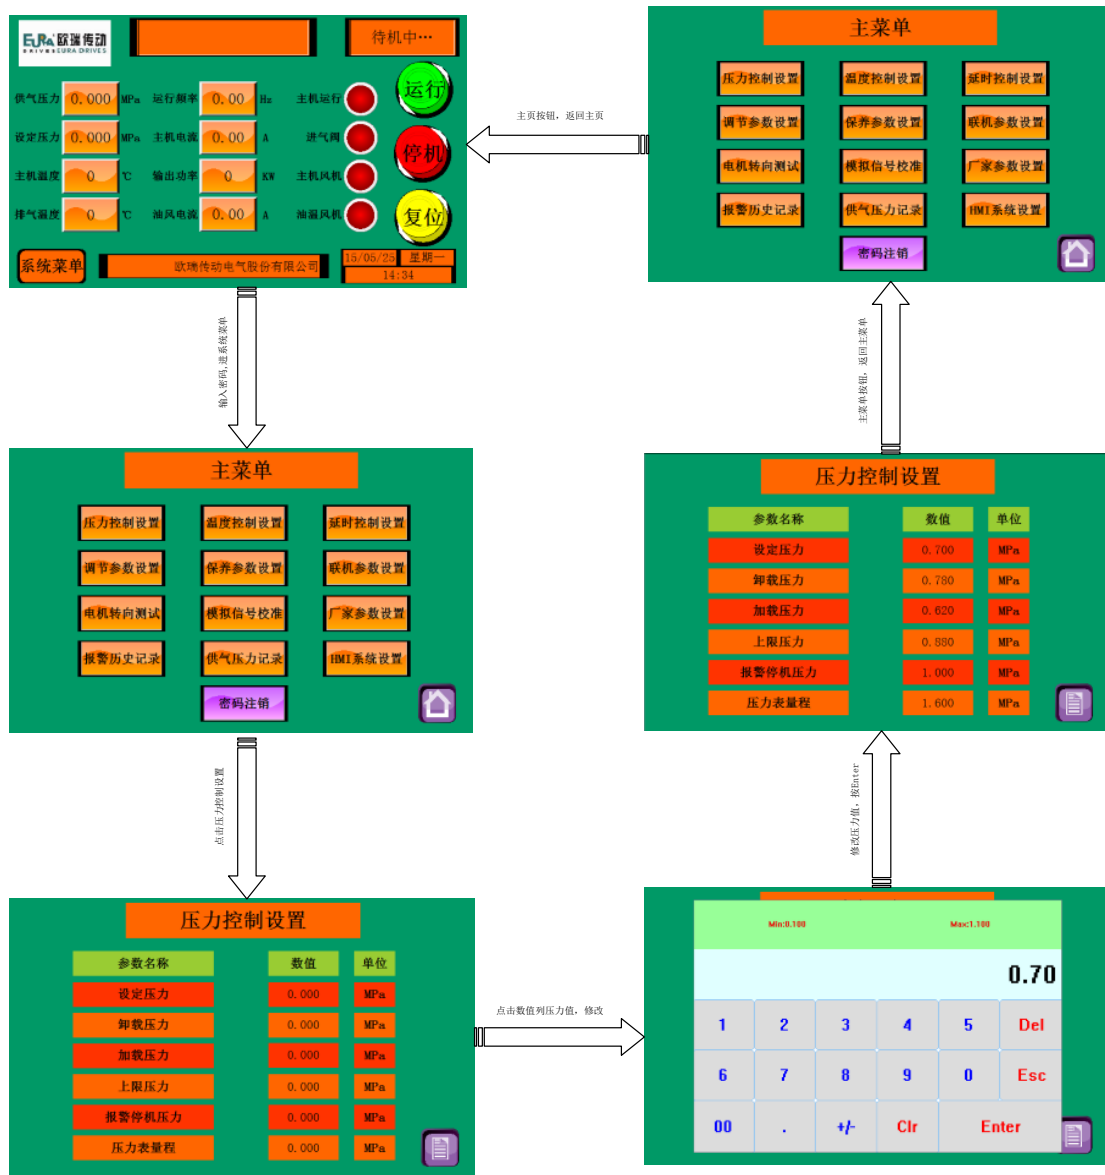 EURA 欧瑞传动
DRIVES EURA DRIVES
待机中…
供气压力 0.000 MPa 运行频率 0.00 Hz 主机运行
运行
设定压力 0.000 MPa 主机电流 0.00 A 进气阀
停机
主机温度 0 ℃ 输出功率 0 KW 主机风机
排气温度 0 ℃ 油风电流 0.00 A 油温风机
复位
系统菜单
欧瑞传动电气股份有限公司
15/05/25 星期一
14:34
主页按钮，返回主页
主菜单
压力控制设置 温度控制设置 延时控制设置
调节参数设置 保养参数设置 联机参数设置
电机转向测试 模拟信号校准 厂家参数设置
报警历史记录 供气压力记录 HMI系统设置
密码注销
输入密码,进系统菜单
主菜单按钮，返回主菜单
主菜单
压力控制设置 温度控制设置 延时控制设置
调节参数设置 保养参数设置 联机参数设置
电机转向测试 模拟信号校准 厂家参数设置
报警历史记录 供气压力记录 HMI系统设置
密码注销
压力控制设置
参数名称 数值 单位
设定压力 0.700 MPa
卸载压力 0.780 MPa
加载压力 0.620 MPa
上限压力 0.880 MPa
报警停机压力 1.000 MPa
压力表量程 1.600 MPa
点击压力控制设置
修改压力值，按Enter
压力控制设置
参数名称 数值 单位
设定压力 0.000 MPa
卸载压力 0.000 MPa
加载压力 0.000 MPa
上限压力 0.000 MPa
报警停机压力 0.000 MPa
压力表量程 0.000 MPa
点击数值列压力值，修改
Min:0.100 Max:1.100
0.70
1 2 3 4 5 Del
6 7 8 9 0 Esc
00 . +/- Clr Enter